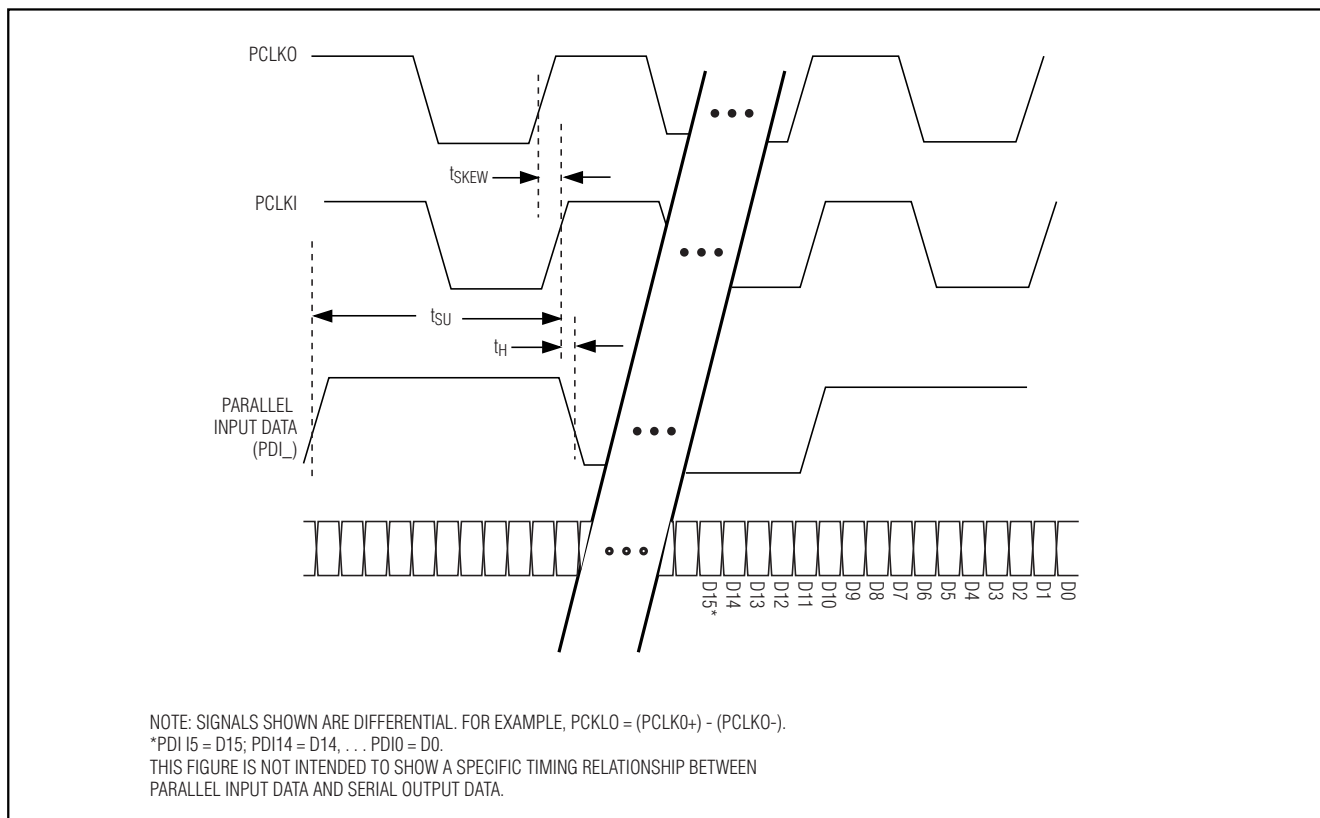 PCLKO
tSKEW
PCLKI
tSU
tH
PARALLEL
INPUT DATA
(PDI_)
D15*
D14
D13
D12
D11
D10
D9
D8
D7
D6
D5
D4
D3
D2
D1
D0
NOTE: SIGNALS SHOWN ARE DIFFERENTIAL. FOR EXAMPLE, PCKLO = (PCLK0+) - (PCLKO-).
*PDI I5 = D15; PDI14 = D14, . . . PDI0 = D0.
THIS FIGURE IS NOT INTENDED TO SHOW A SPECIFIC TIMING RELATIONSHIP BETWEEN
PARALLEL INPUT DATA AND SERIAL OUTPUT DATA.